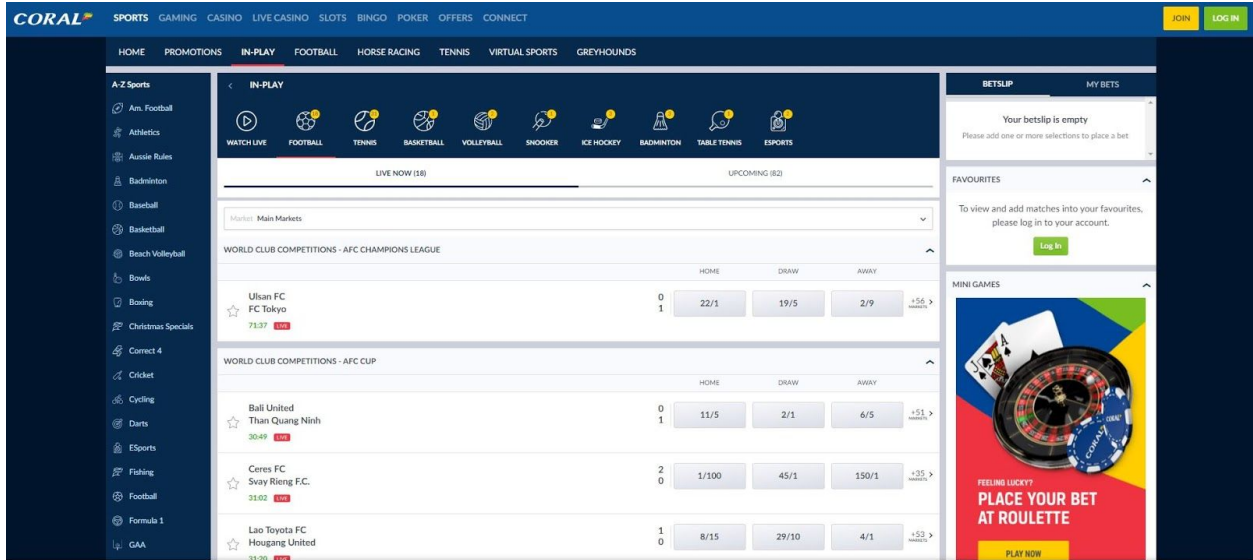 CORAL SPORTS GAMING CASINO LIVE CASINO SLOTS BINGO POKER OFFERS CONNECT JOIN LOG IN
HOME PROMOTIONS IN-PLAY FOOTBALL HORSE RACING TENNIS VIRTUAL SPORTS GREYHOUNDS
A-Z Sports
Am. Football
Athletics
Aussie Rules
Badminton
Baseball
Basketball
Beach Volleyball
Bowls
Boxing
Christmas Specials
Correct 4
Cricket
Cycling
Darts
ESports
Fishing
Football
Formula 1
GAA
IN-PLAY
WATCH LIVE FOOTBALL TENNIS BASKETBALL VOLLEYBALL SNOOKER ICE HOCKEY BADMINTON TABLE TENNIS ESPORTS
LIVE NOW (18) UPCOMING (82)
Market Main Markets
WORLD CLUB COMPETITIONS - AFC CHAMPIONS LEAGUE
HOME DRAW AWAY
Ulsan FC 0
FC Tokyo 1
22/1 19/5 2/9 +56 MARKETS
71:37 LIVE
WORLD CLUB COMPETITIONS - AFC CUP
HOME DRAW AWAY
Bali United 0
Than Quang Ninh 1
11/5 2/1 6/5 +51 MARKETS
30:49 LIVE
Ceres FC 2
Svay Rieng F.C. 0
1/100 45/1 150/1 +35 MARKETS
31:02 LIVE
Lao Toyota FC 1
Hougang United 0
8/15 29/10 4/1 +53 MARKETS
31:20 LIVE
BETSLIP MY BETS
Your betslip is empty
Please add one or more selections to place a bet
FAVOURITES
To view and add matches into your favourites,
please log in to your account.
Log In
MINI GAMES
J
A
CORAL
CORAL
FEELING LUCKY?
PLACE YOUR BET
AT ROULETTE
PLAY NOW